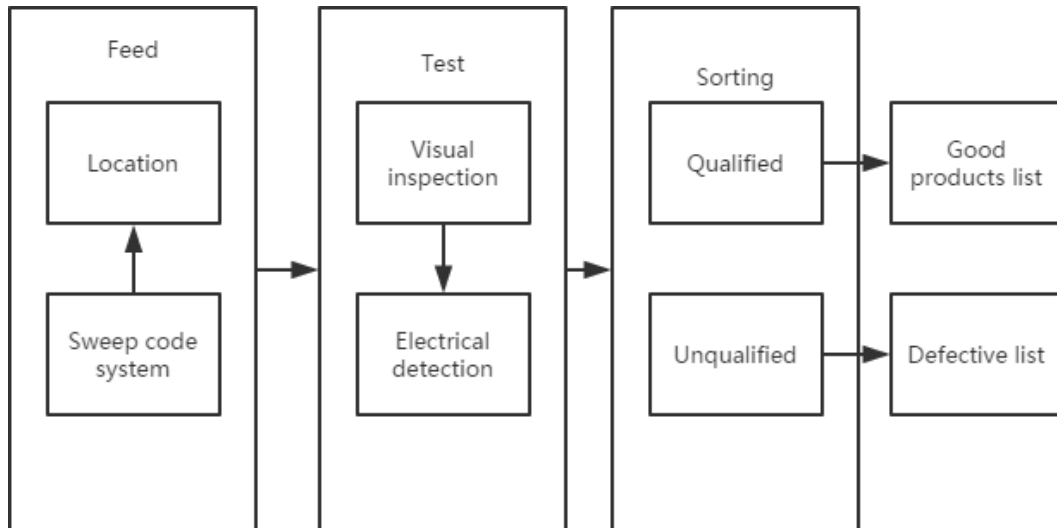 Feed
Location
Sweep code
system
Test
Visual
inspection
Electrical
detection
Sorting
Qualified
Unqualified
Good
products list
Defective list